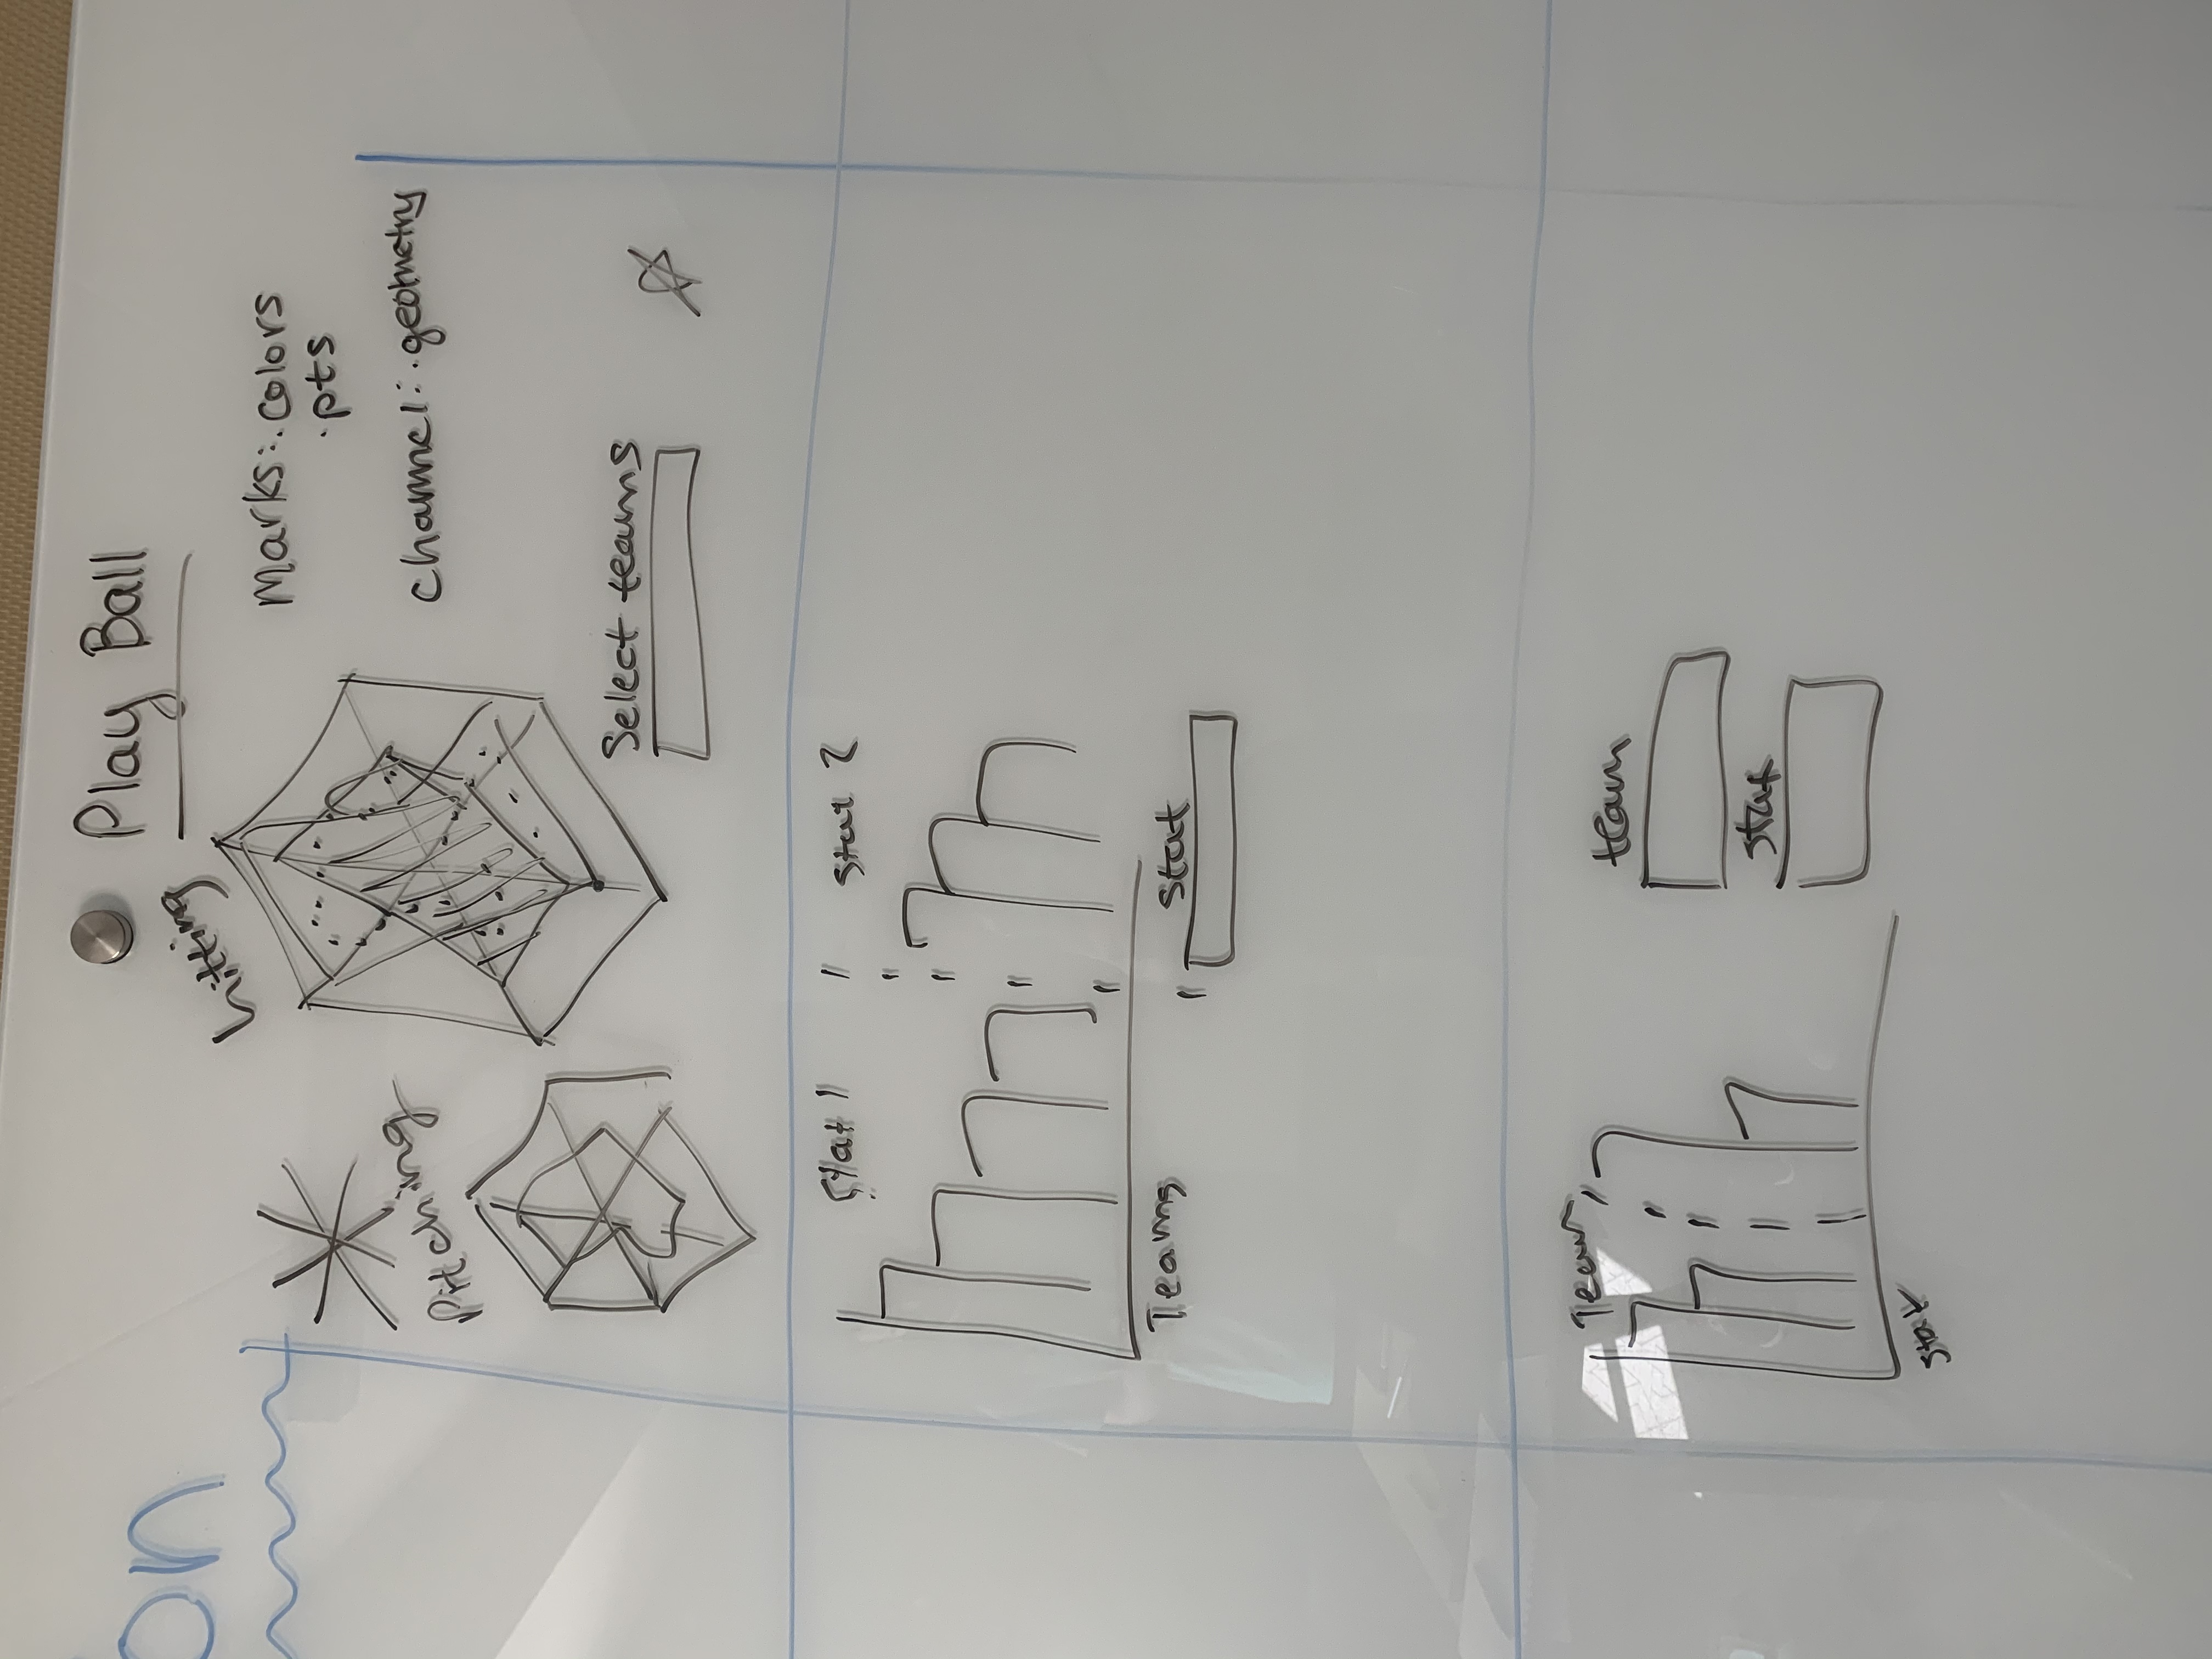 on
Play Ball
hitting
Marks: . colors
. pts
Pitching
channel: . geometry
Select teams
Stat 1
stat 2
Teams
stat
Team
team
stat
stat